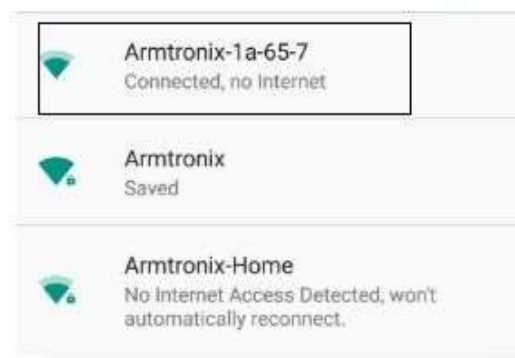 Armtronix-1a-65-7
Connected, no Internet
Armtronix
Saved
Armtronix-Home
No Internet Access Detected, won't
automatically reconnect.